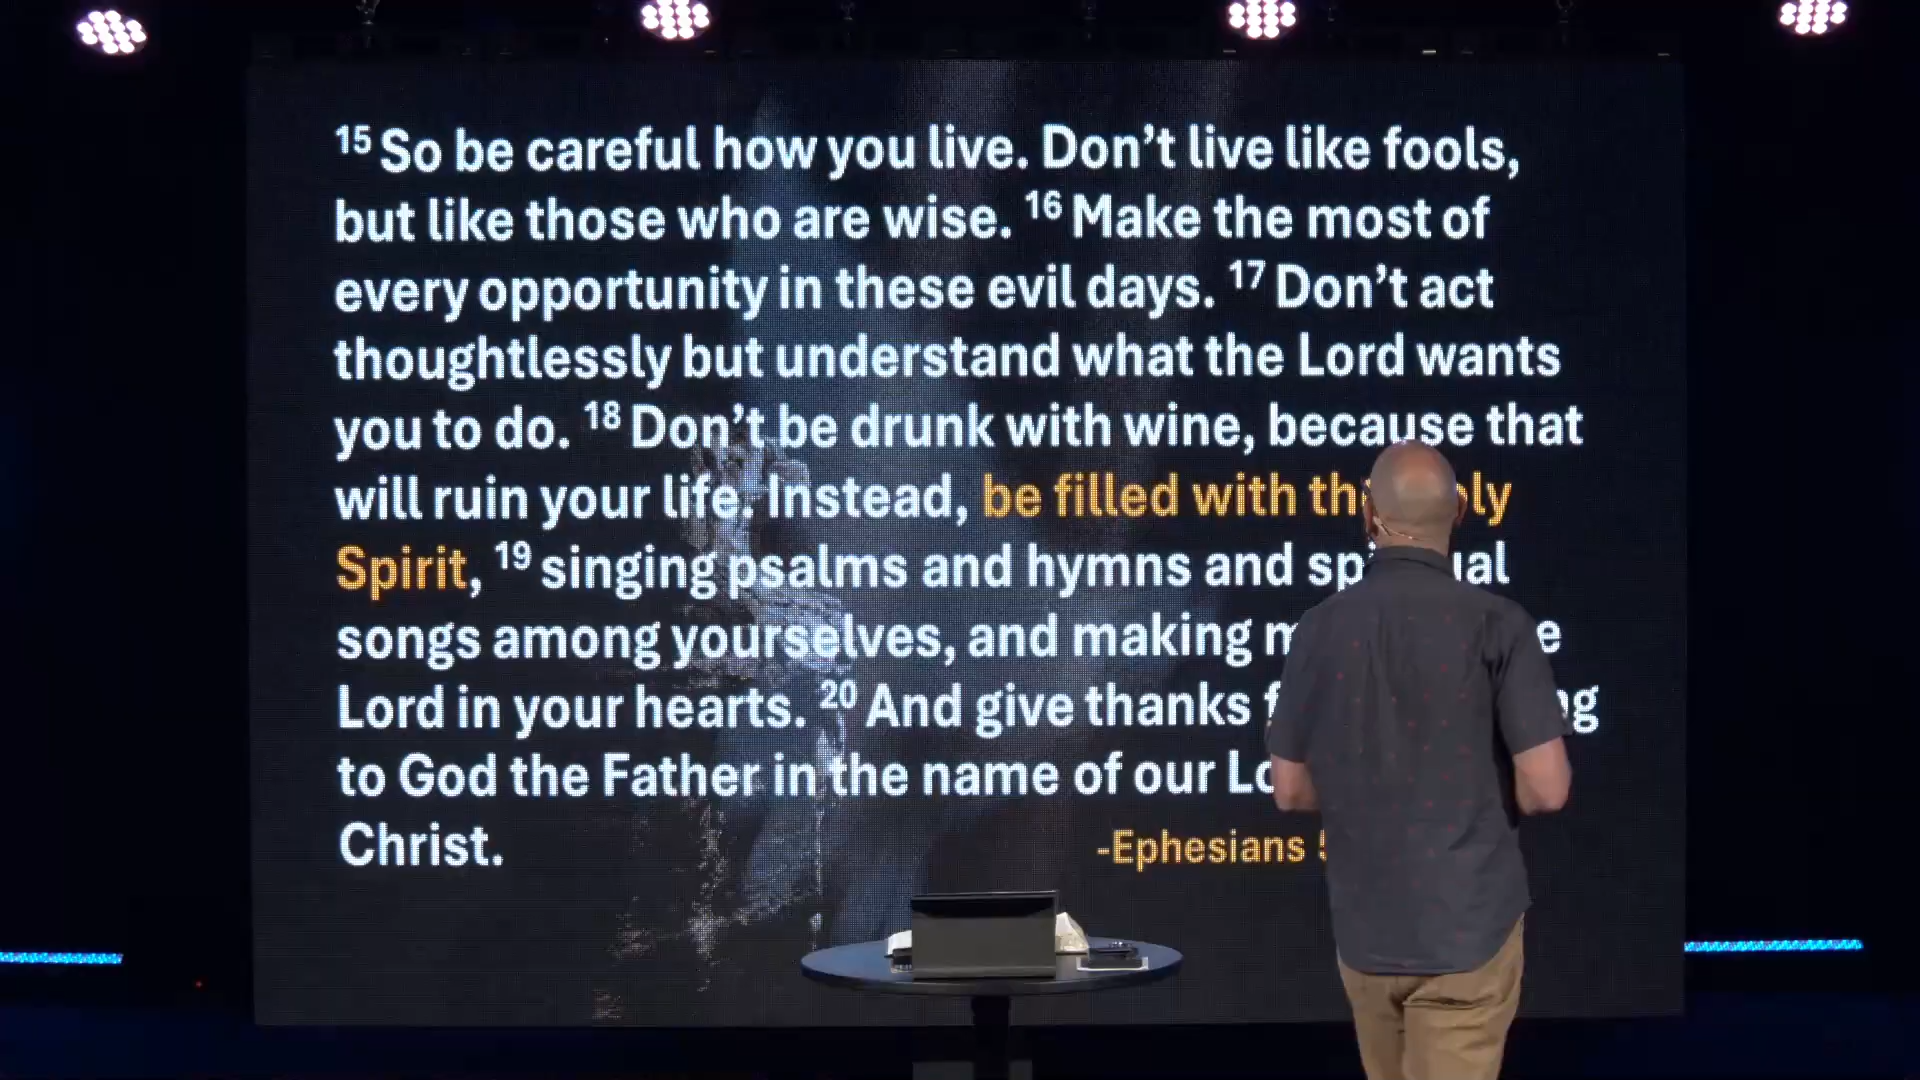 15 So be careful how you live. Don't live like fools,
but like those who are wise. 16 Make the most of
every opportunity in these evil days. 17 Don't act
thoughtlessly but understand what the Lord wants
you to do. 18 Don't be drunk with wine, because that
will ruin your life. Instead, be filled with
Spirit, 19 singing psalms and hymns and
songs among yourselves, and making
Lord in your hearts. 20 And give thanks
to God the Father in the name of our
Christ.
-Ephesians